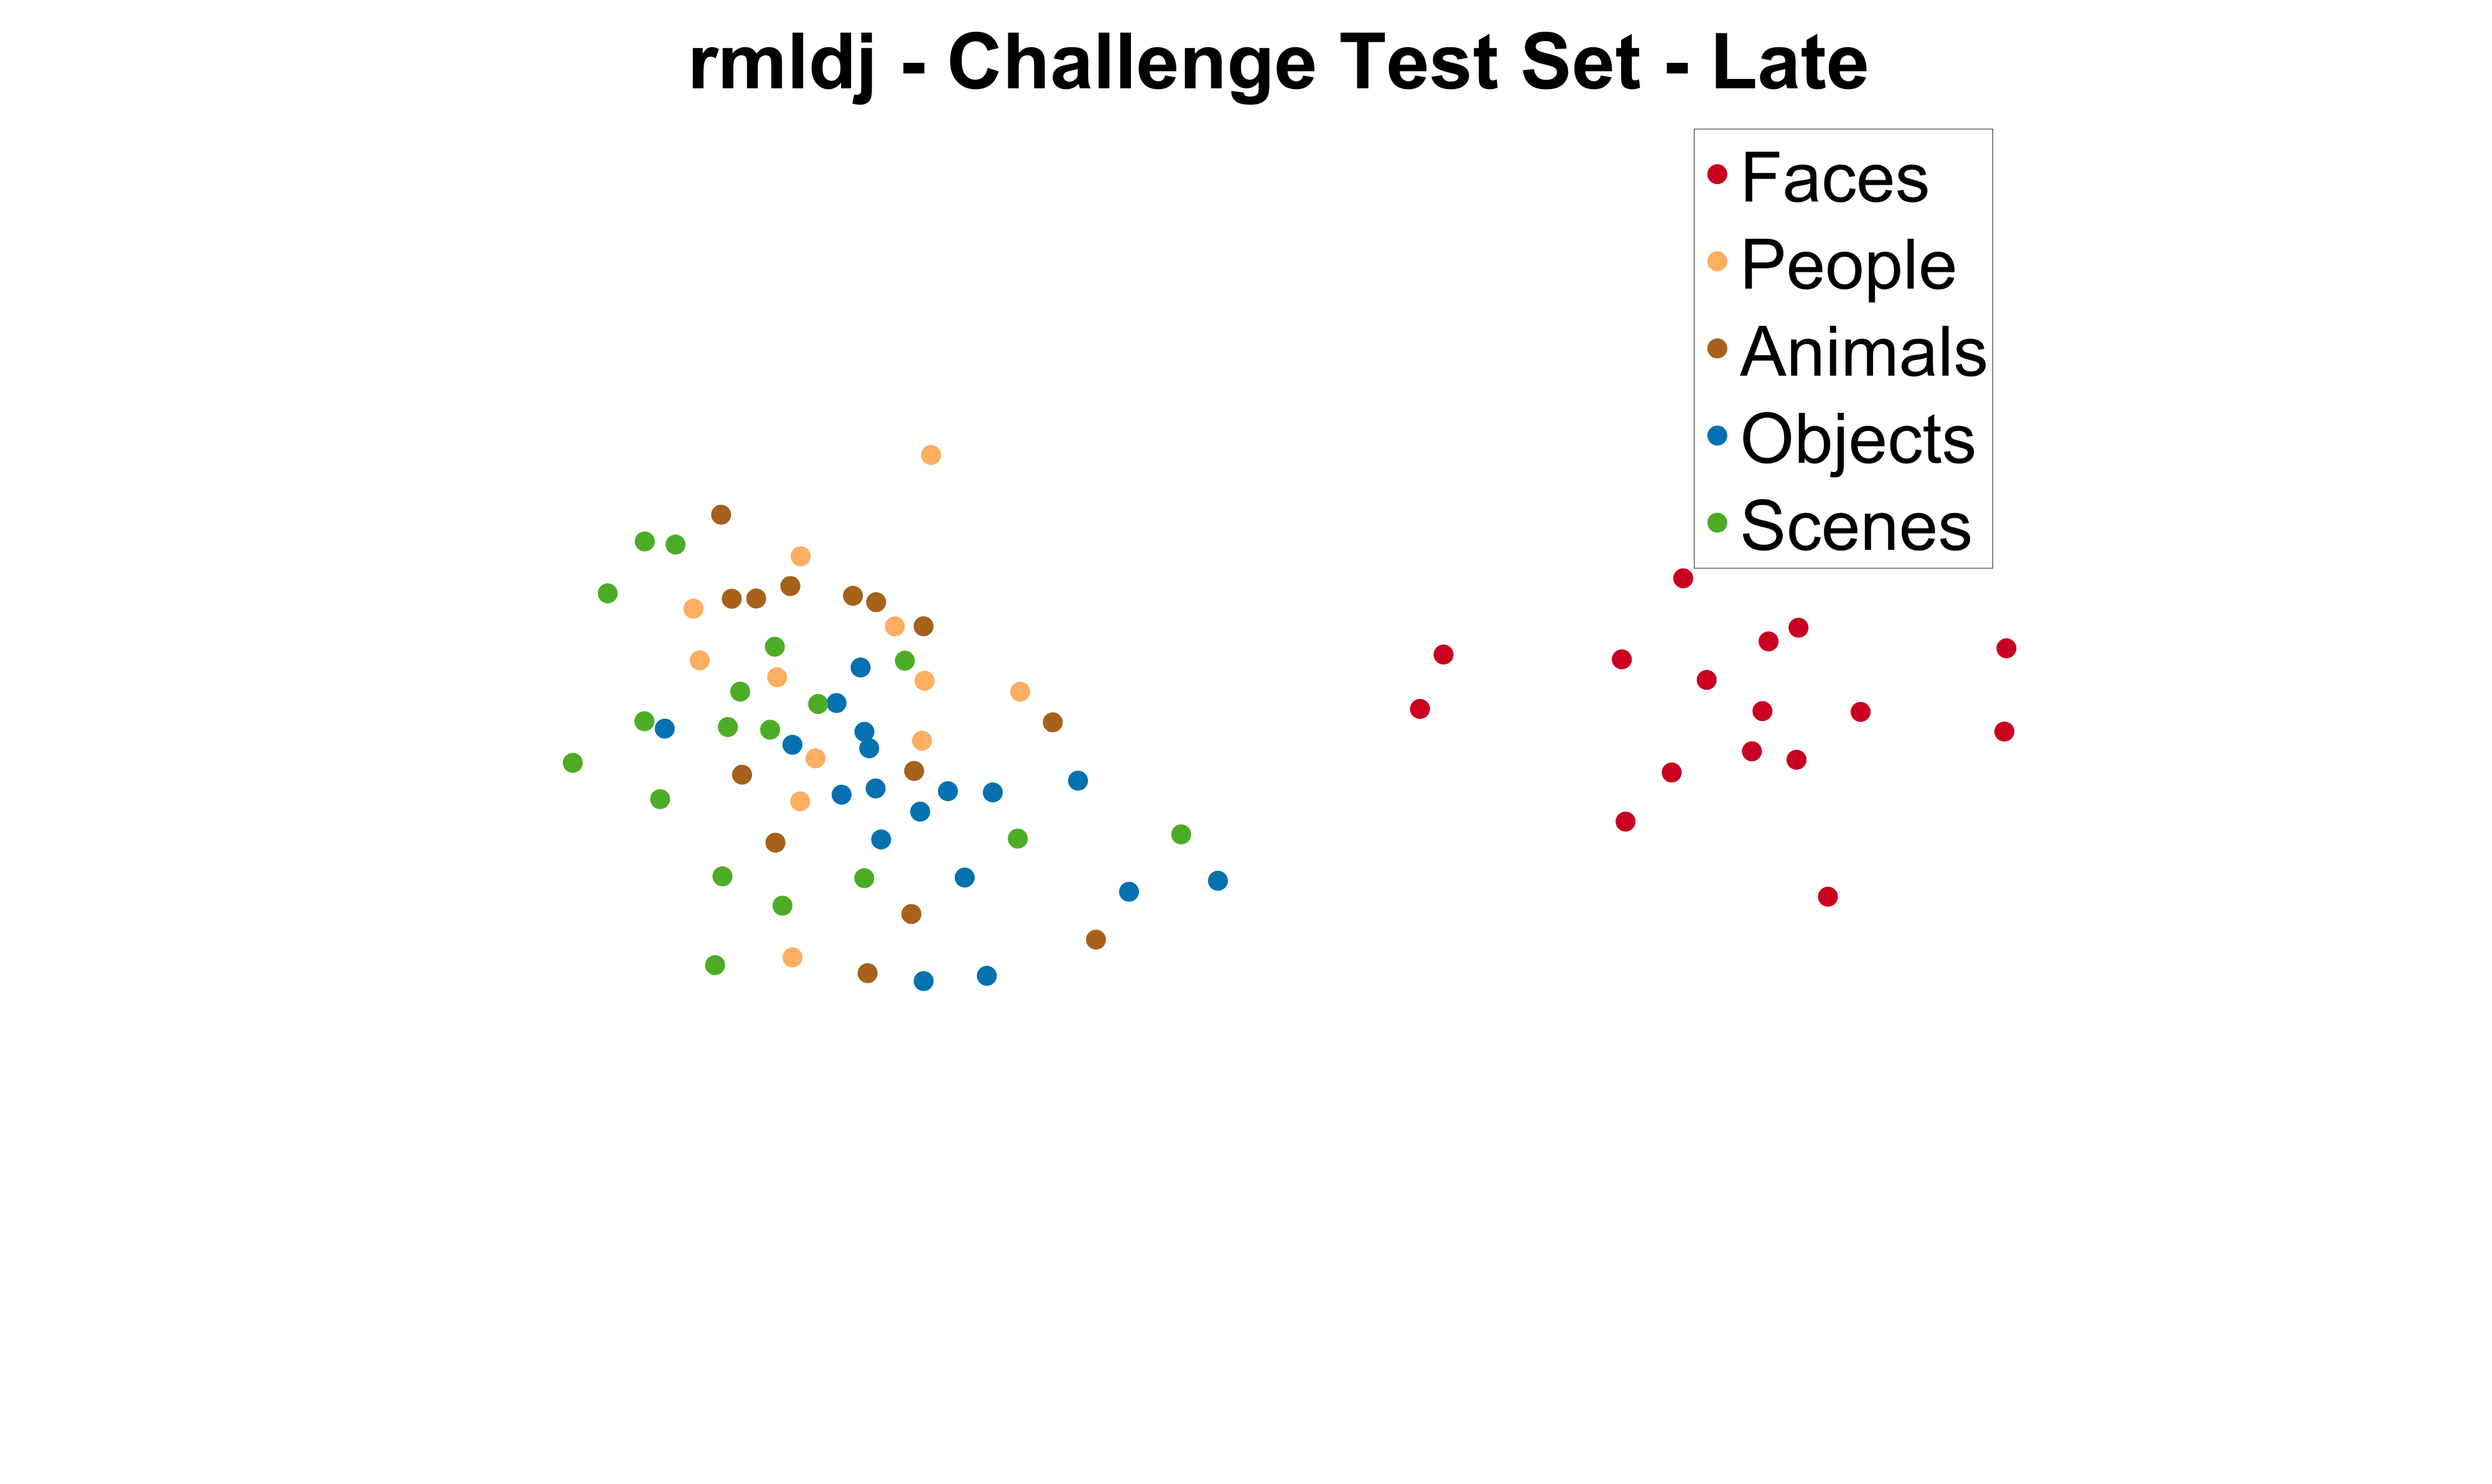 rmldj - Challenge Test Set - Late
Faces
People
Animals
Objects
Scenes